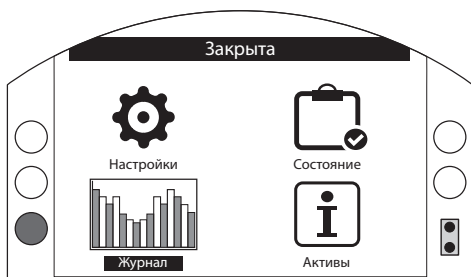 Закрыта
Настройки
Состояние
Журнал
Активы